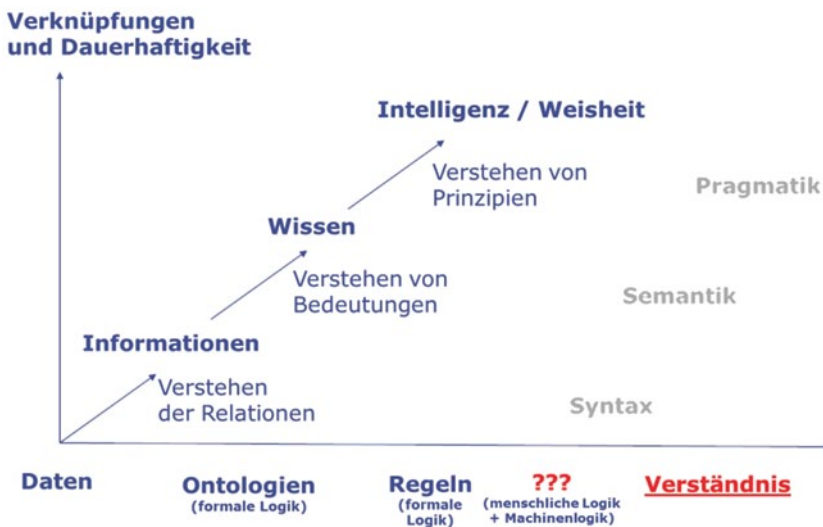 Verknüpfungen
und Dauerhaftigkeit
Intelligenz / Weisheit
Verstehen von
Prinzipien
Pragmatik
Wissen
Verstehen von
Bedeutungen
Semantik
Informationen
Verstehen
der Relationen
Syntax
Daten
Ontologien
(formale Logik)
Regeln
(formale
Logik)
???
(menschliche Logik
+ Machinenlogik)
Verständnis